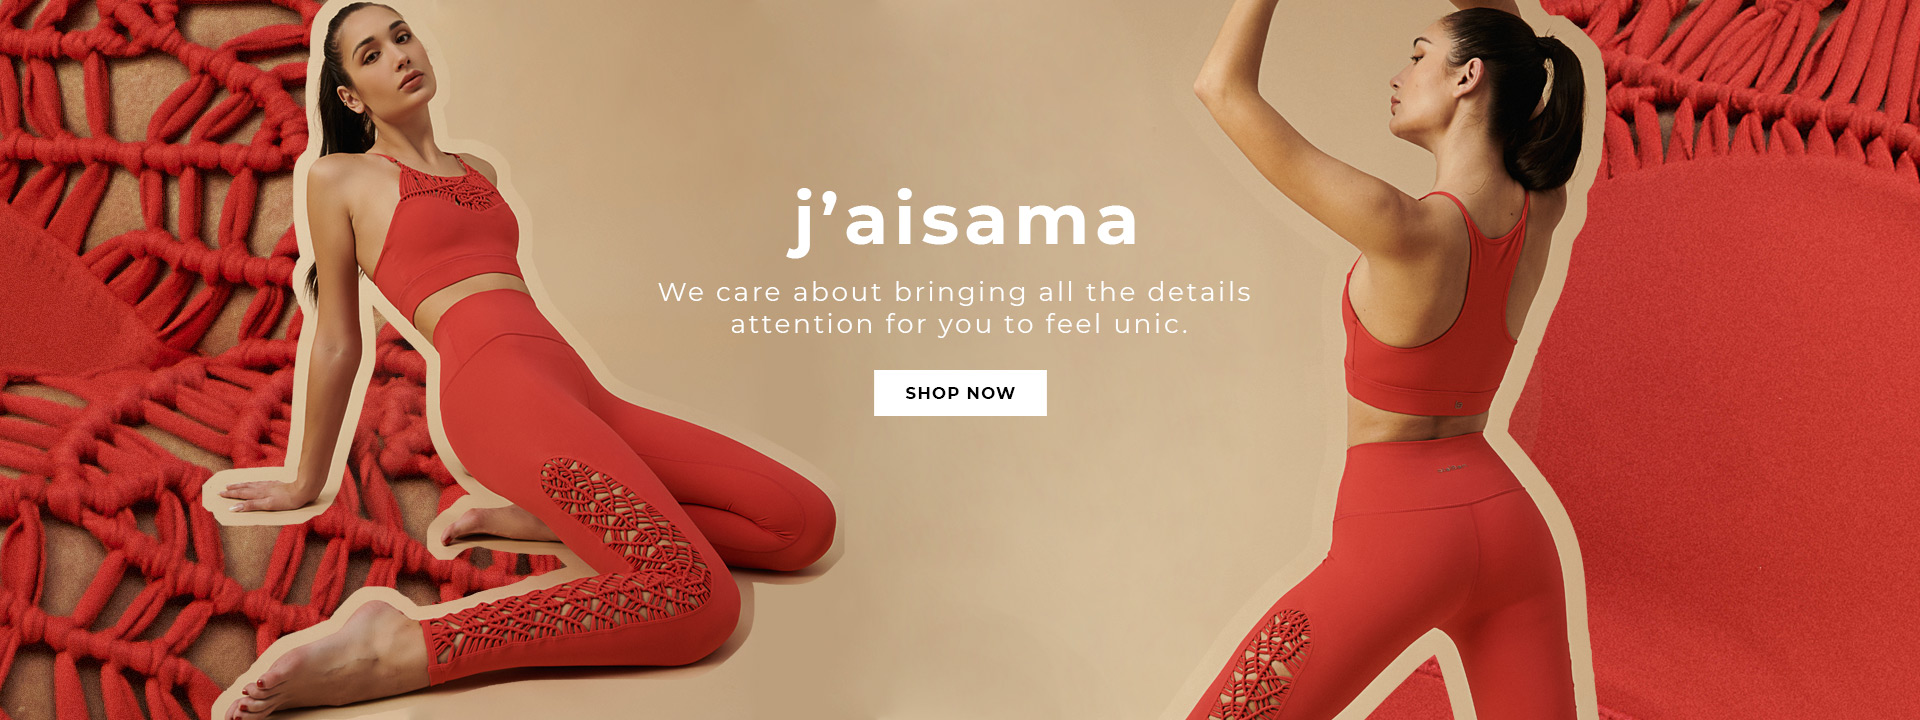 j’aisama
We care about bringing all the details
attention for you to feel unic.
SHOP NOW